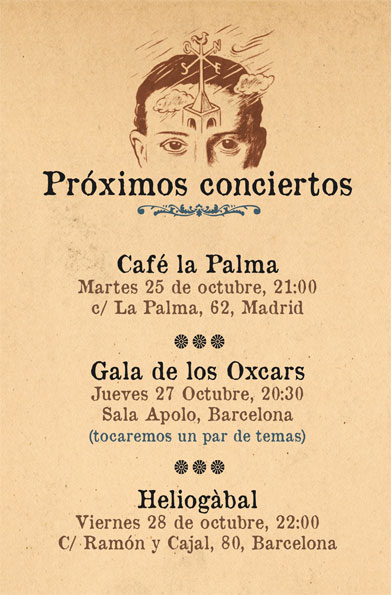 O N
S E
Próximos conciertos
Café la Palma
Martes 25 de octubre, 21:00
c/ La Palma, 62, Madrid
Gala de los Oxcars
Jueves 27 Octubre, 20:30
Sala Apolo, Barcelona
(tocaremos un par de temas)
Heliogàbal
Viernes 28 de octubre, 22:00
C/ Ramón y Cajal, 80, Barcelona